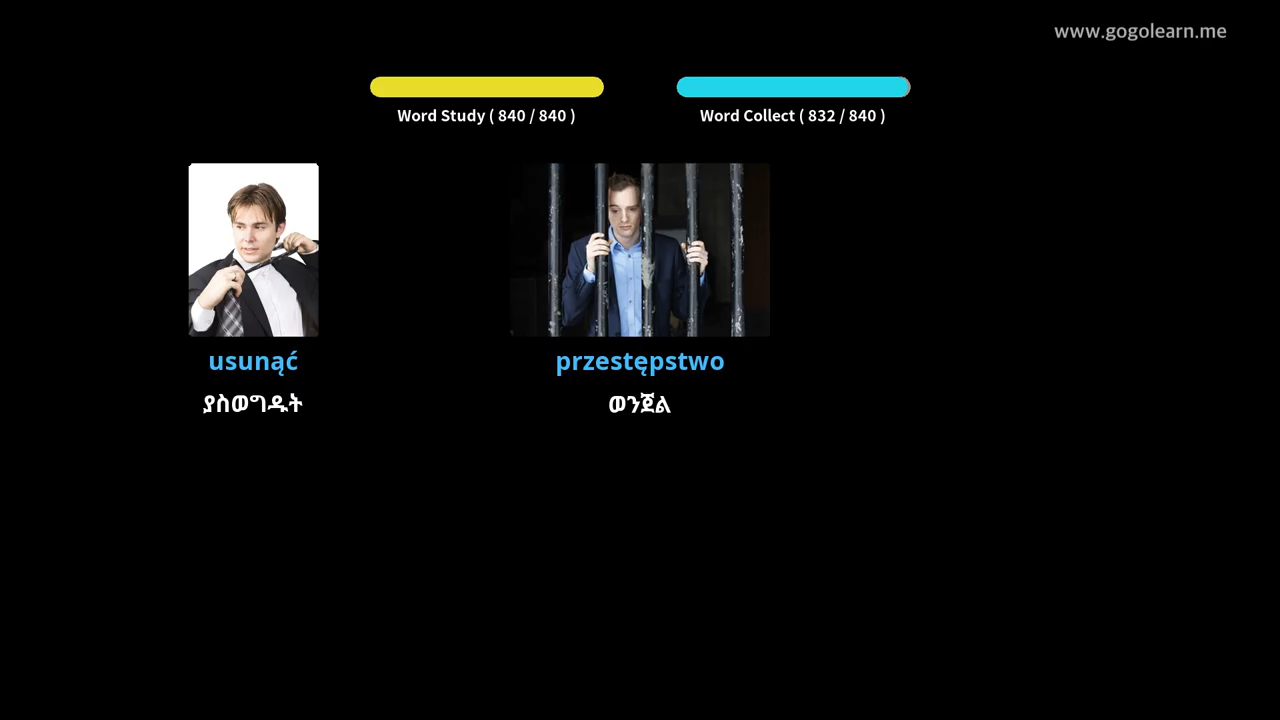 www.gogolearn.me
Word Study ( 840 / 840 )
Word Collect ( 832 / 840 )
usunąć
przestępstwo
ያስወግዱት
ወንጀል